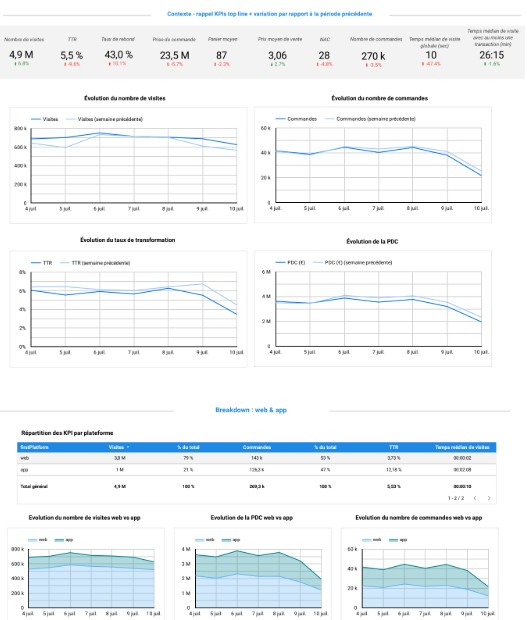 Contexte - rappel KPIs top line + variation par rapport à la période précédente
Nombre de visites
TTR
Taux de rebond
Prise de commande
Panier moyen
Prix moyen de vente
NAC
Nombre de commandes
Temps médian de visite globale (sec)
Temps médian de visite avec au moins une transaction (min)
4,9 M
5,5 %
43,0 %
23,5 M
87
3,06
28
270 k
10
26:15
6.8%
-9.6%
10.1%
-5.7%
-2.3%
2.7%
-4.8%
-3.5%
-47.4%
-1.6%
Évolution du nombre de visites
Visites
Visites (semaine précédente)
800 k
600 k
400 k
200 k
0
4 juil. 5 juil. 6 juil. 7 juil. 8 juil. 9 juil. 10 juil.
Évolution du nombre de commandes
Commandes
Commandes (semaine précédente)
60 k
40 k
20 k
0
4 juil. 5 juil. 6 juil. 7 juil. 8 juil. 9 juil. 10 juil.
Évolution du taux de transformation
TTR
TTR (semaine précédente)
8%
6%
4%
2%
0%
4 juil. 5 juil. 6 juil. 7 juil. 8 juil. 9 juil. 10 juil.
Évolution de la PDC
PDC (€)
PDC (€) (semaine précédente)
6 M
4 M
2 M
0
4 juil. 5 juil. 6 juil. 7 juil. 8 juil. 9 juil. 10 juil.
Breakdown : web & app
Répartition des KPI par plateforme
Visites
% du total
Commandes
% du total
TTR
Temps médian de visites
web 3,8 M 79 % 143 k 53 % 3,73 % 00:00:02
app 1 M 21 % 126,3 k 47 % 12,18 % 00:02:08
Total général 4,9 M 100 % 269,3 k 100 % 5,53 % 00:00:10
1 - 2 / 2
Evolution du nombre de visites web vs app
web app
800 k
600 k
400 k
200 k
0
4 juil. 5 juil. 6 juil. 7 juil. 8 juil. 9 juil. 10 juil.
Evolution de la PDC web vs app
web app
4 M
3 M
2 M
1 M
0
4 juil. 5 juil. 6 juil. 7 juil. 8 juil. 9 juil. 10 juil.
Evolution du nombre de commandes web vs app
web app
60 k
40 k
20 k
0
4 juil. 5 juil. 6 juil. 7 juil. 8 juil. 9 juil. 10 juil.